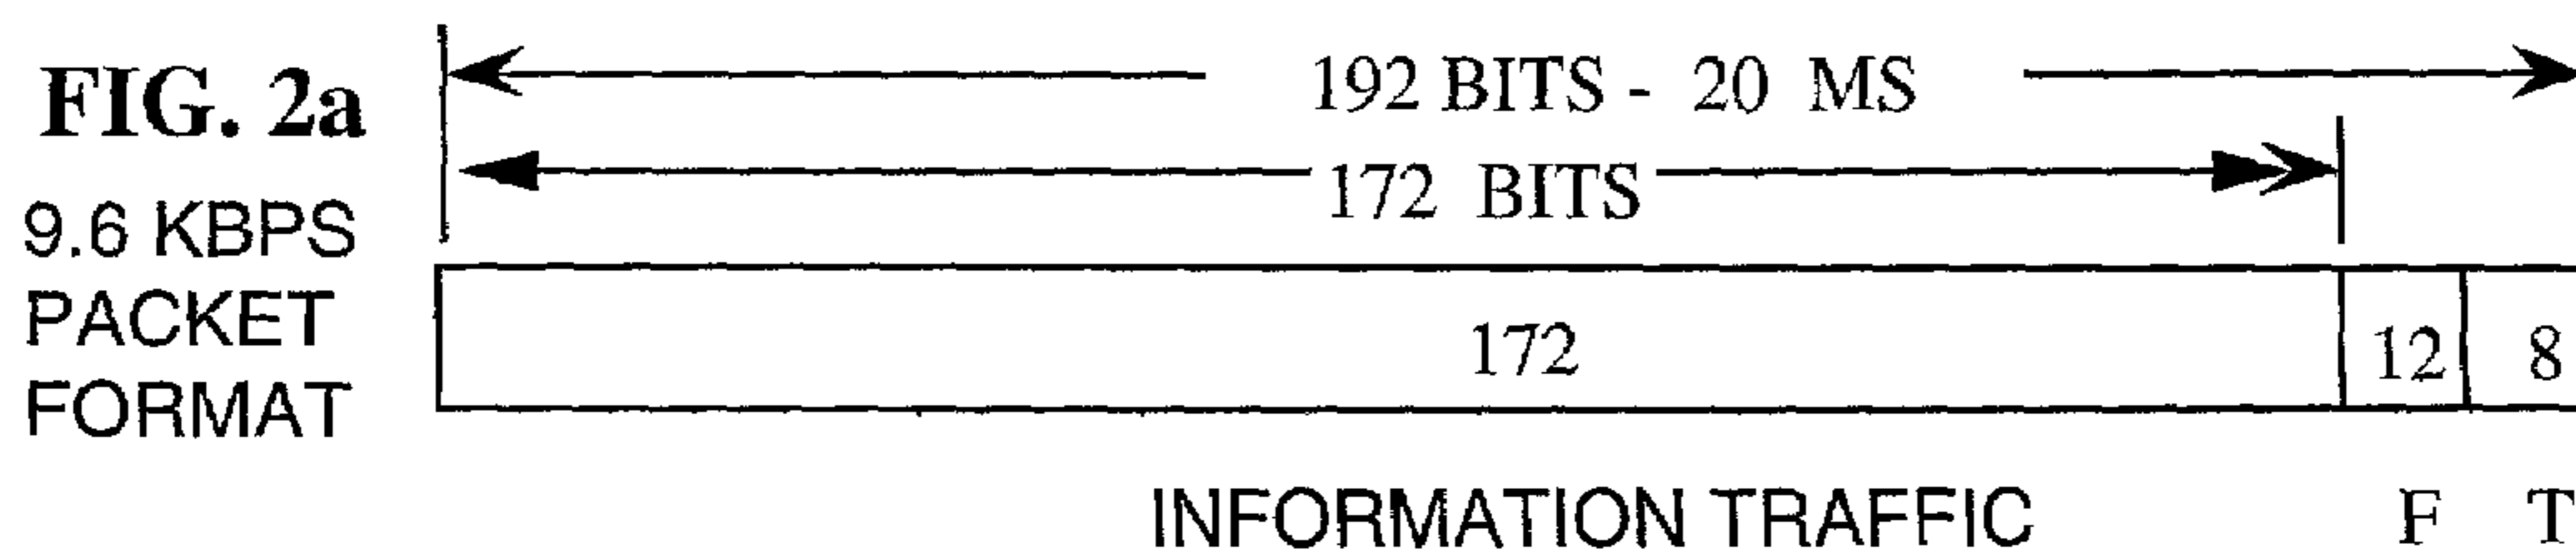 FIG. 2a
192 BITS - 20 MS
172 BITS
9.6 KBPS
PACKET
FORMAT
172 12 8
INFORMATION TRAFFIC F T